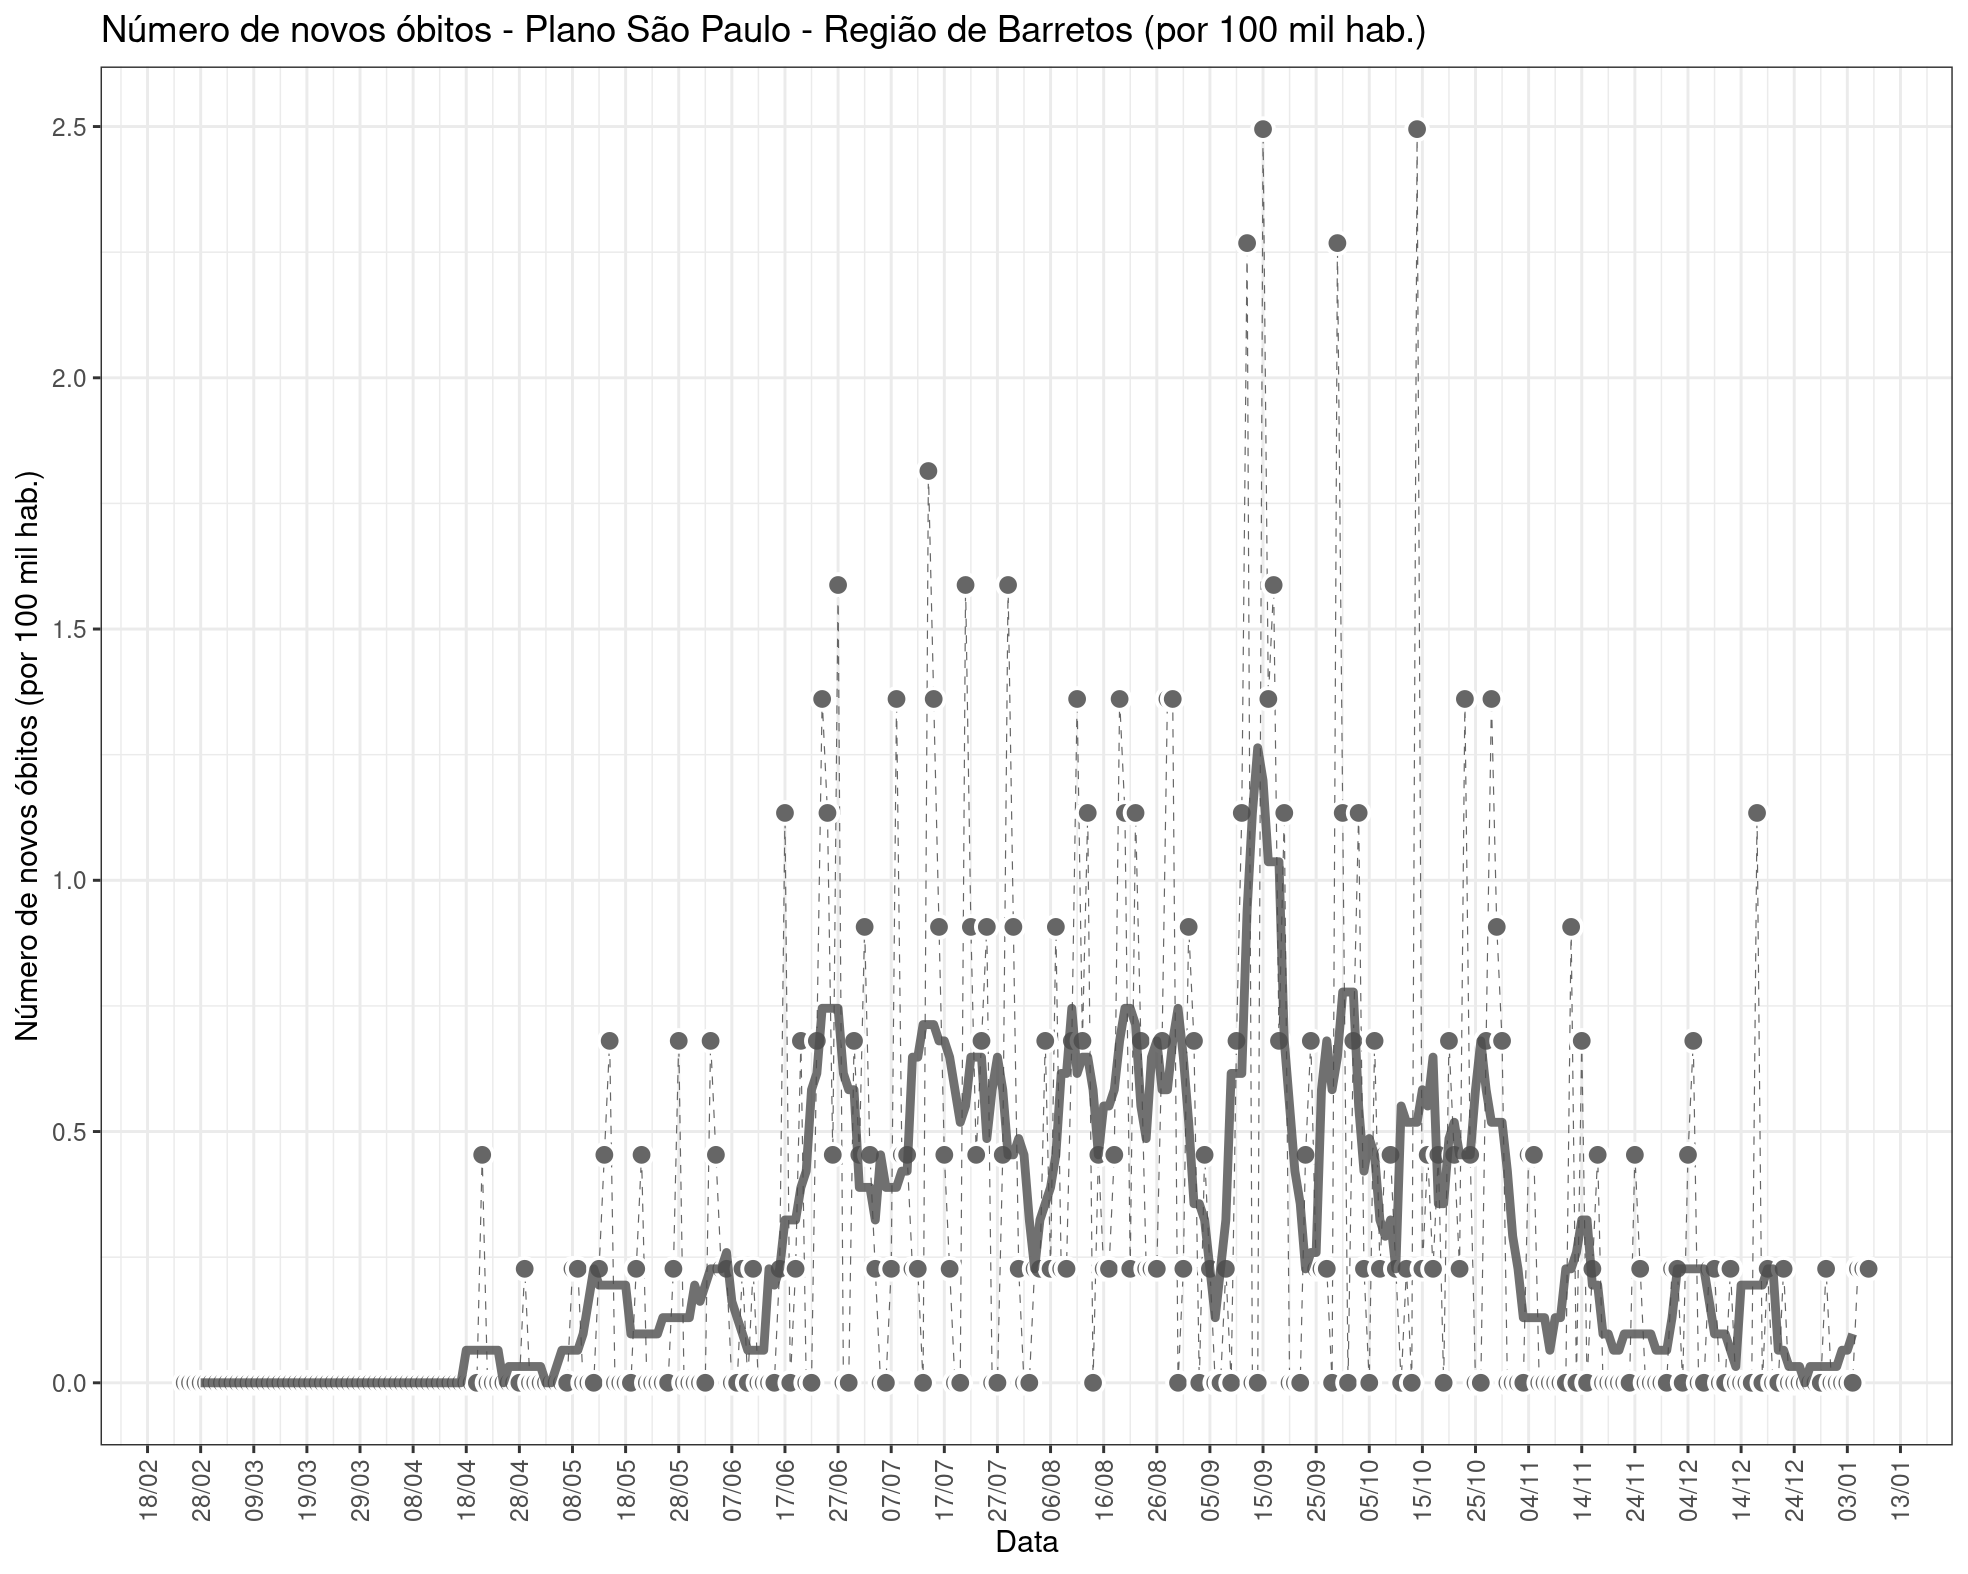 Número de novos óbitos - Plano São Paulo - Região de Barretos (por 100 mil hab.)
Número de novos óbitos (por 100 mil hab.)
2.5
2.0
1.5
1.0
0.5
0.0
18/02 28/02 09/03 19/03 29/03 08/04 18/04 28/04 08/05 18/05 28/05 07/06 17/06 27/06 07/07 17/07 27/07 06/08 16/08 26/08 05/09 15/09 25/09 05/10 15/10 25/10 04/11 14/11 24/11 04/12 14/12 24/12 03/01 13/01
Data